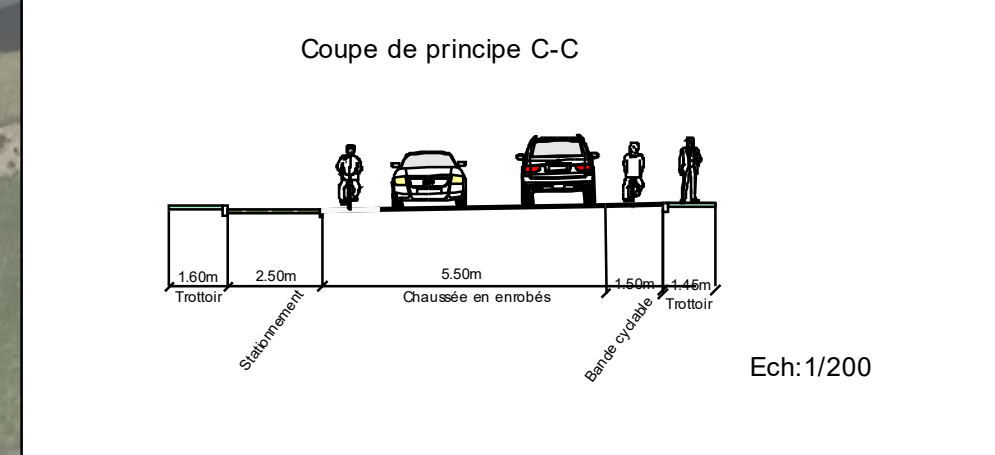 Coupe de principe C-C
1.60m
2.50m
5.50m
1.50m
1.45m
Trottoir
Stationnement
Chaussée en enrobés
Bande cyclable
Trottoir
Ech:1/200